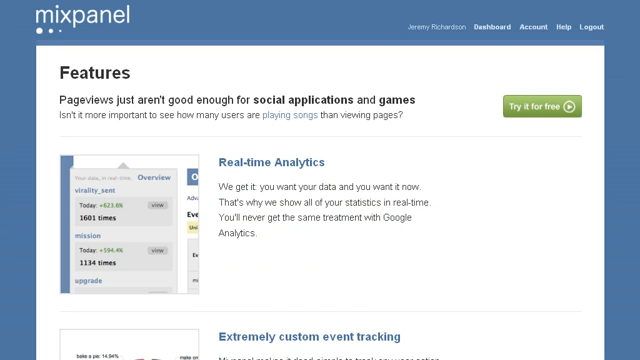 mixpanel
Jeremy Richardson Dashboard Account Help Logout
Features
Pageviews just aren't good enough for social applications and games
Isn't it more important to see how many users are playing songs than viewing pages?
Try it for free
Real-time Analytics
We get it: you want your data and you want it now.
That's why we show all of your statistics in real-time.
You'll never get the same treatment with Google
Analytics.
Your data, in real-time. Overview
virality_sent
Today: +623.6% view
1601 times
mission
Today: +594.4% view
1134 times
upgrade
Extremely custom event tracking
bake a pie: 14.94%